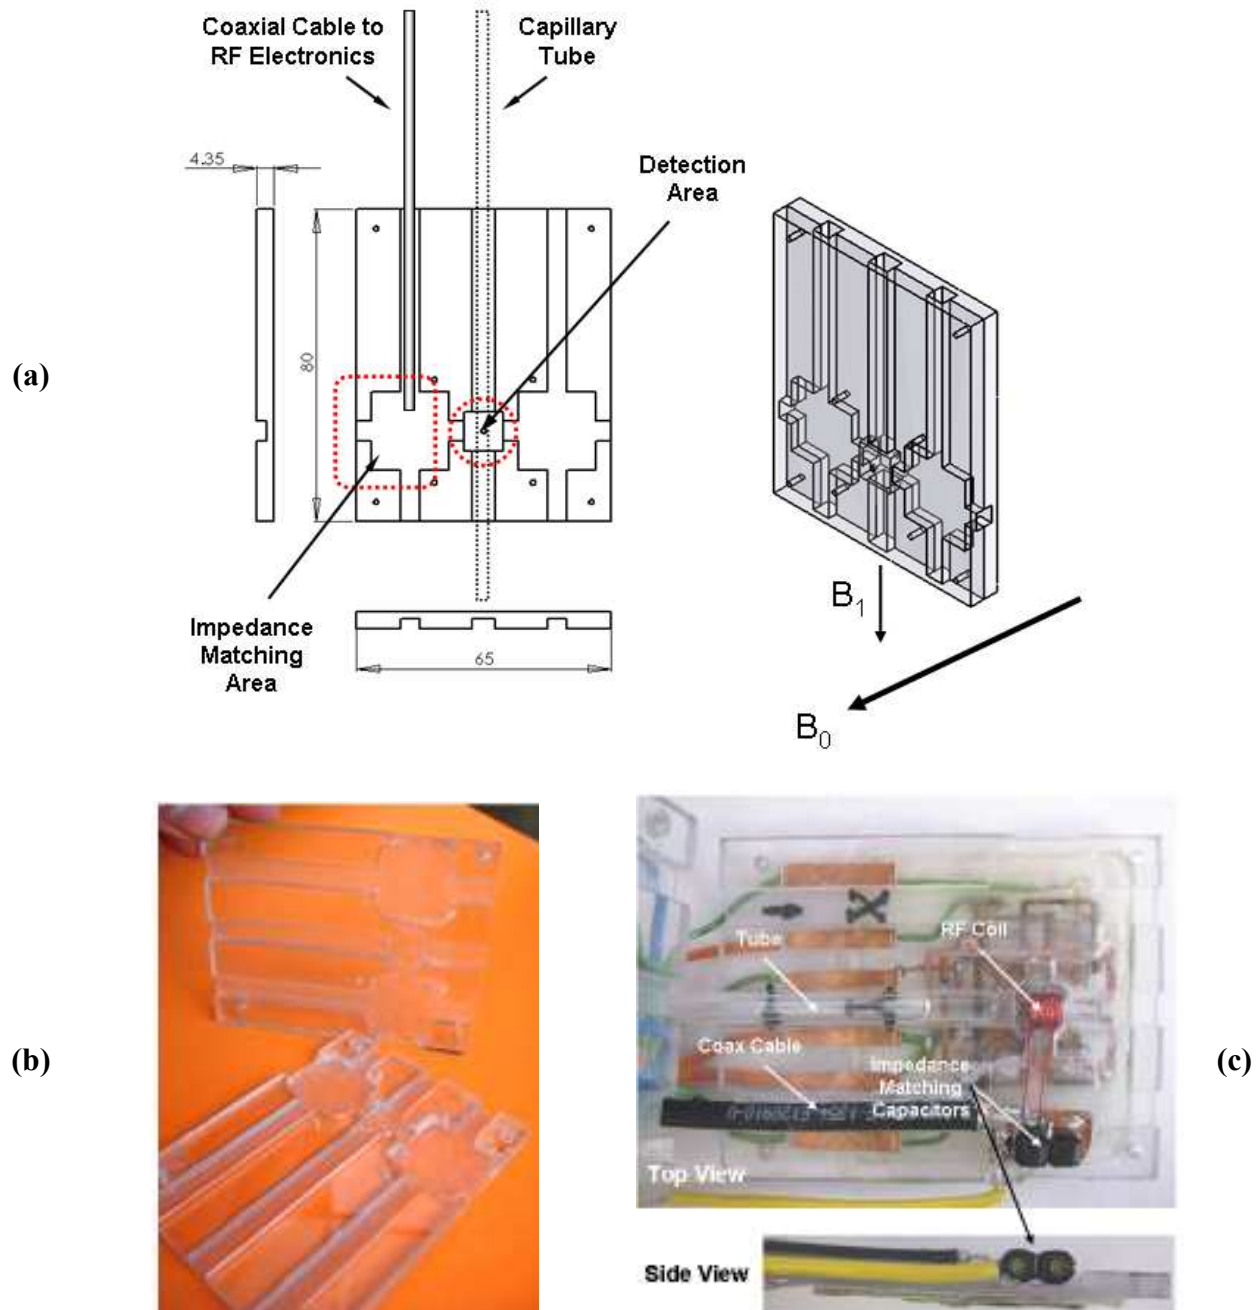 Coaxial Cable to
RF Electronics
Capillary
Tube
4.35
Detection
Area
80
(a)
B1
Impedance
Matching
Area
65
B0
(b)
(c)
RF Coil
Tube
Coax Cable
Impedance
Matching
Capacitors
Top View
Side View